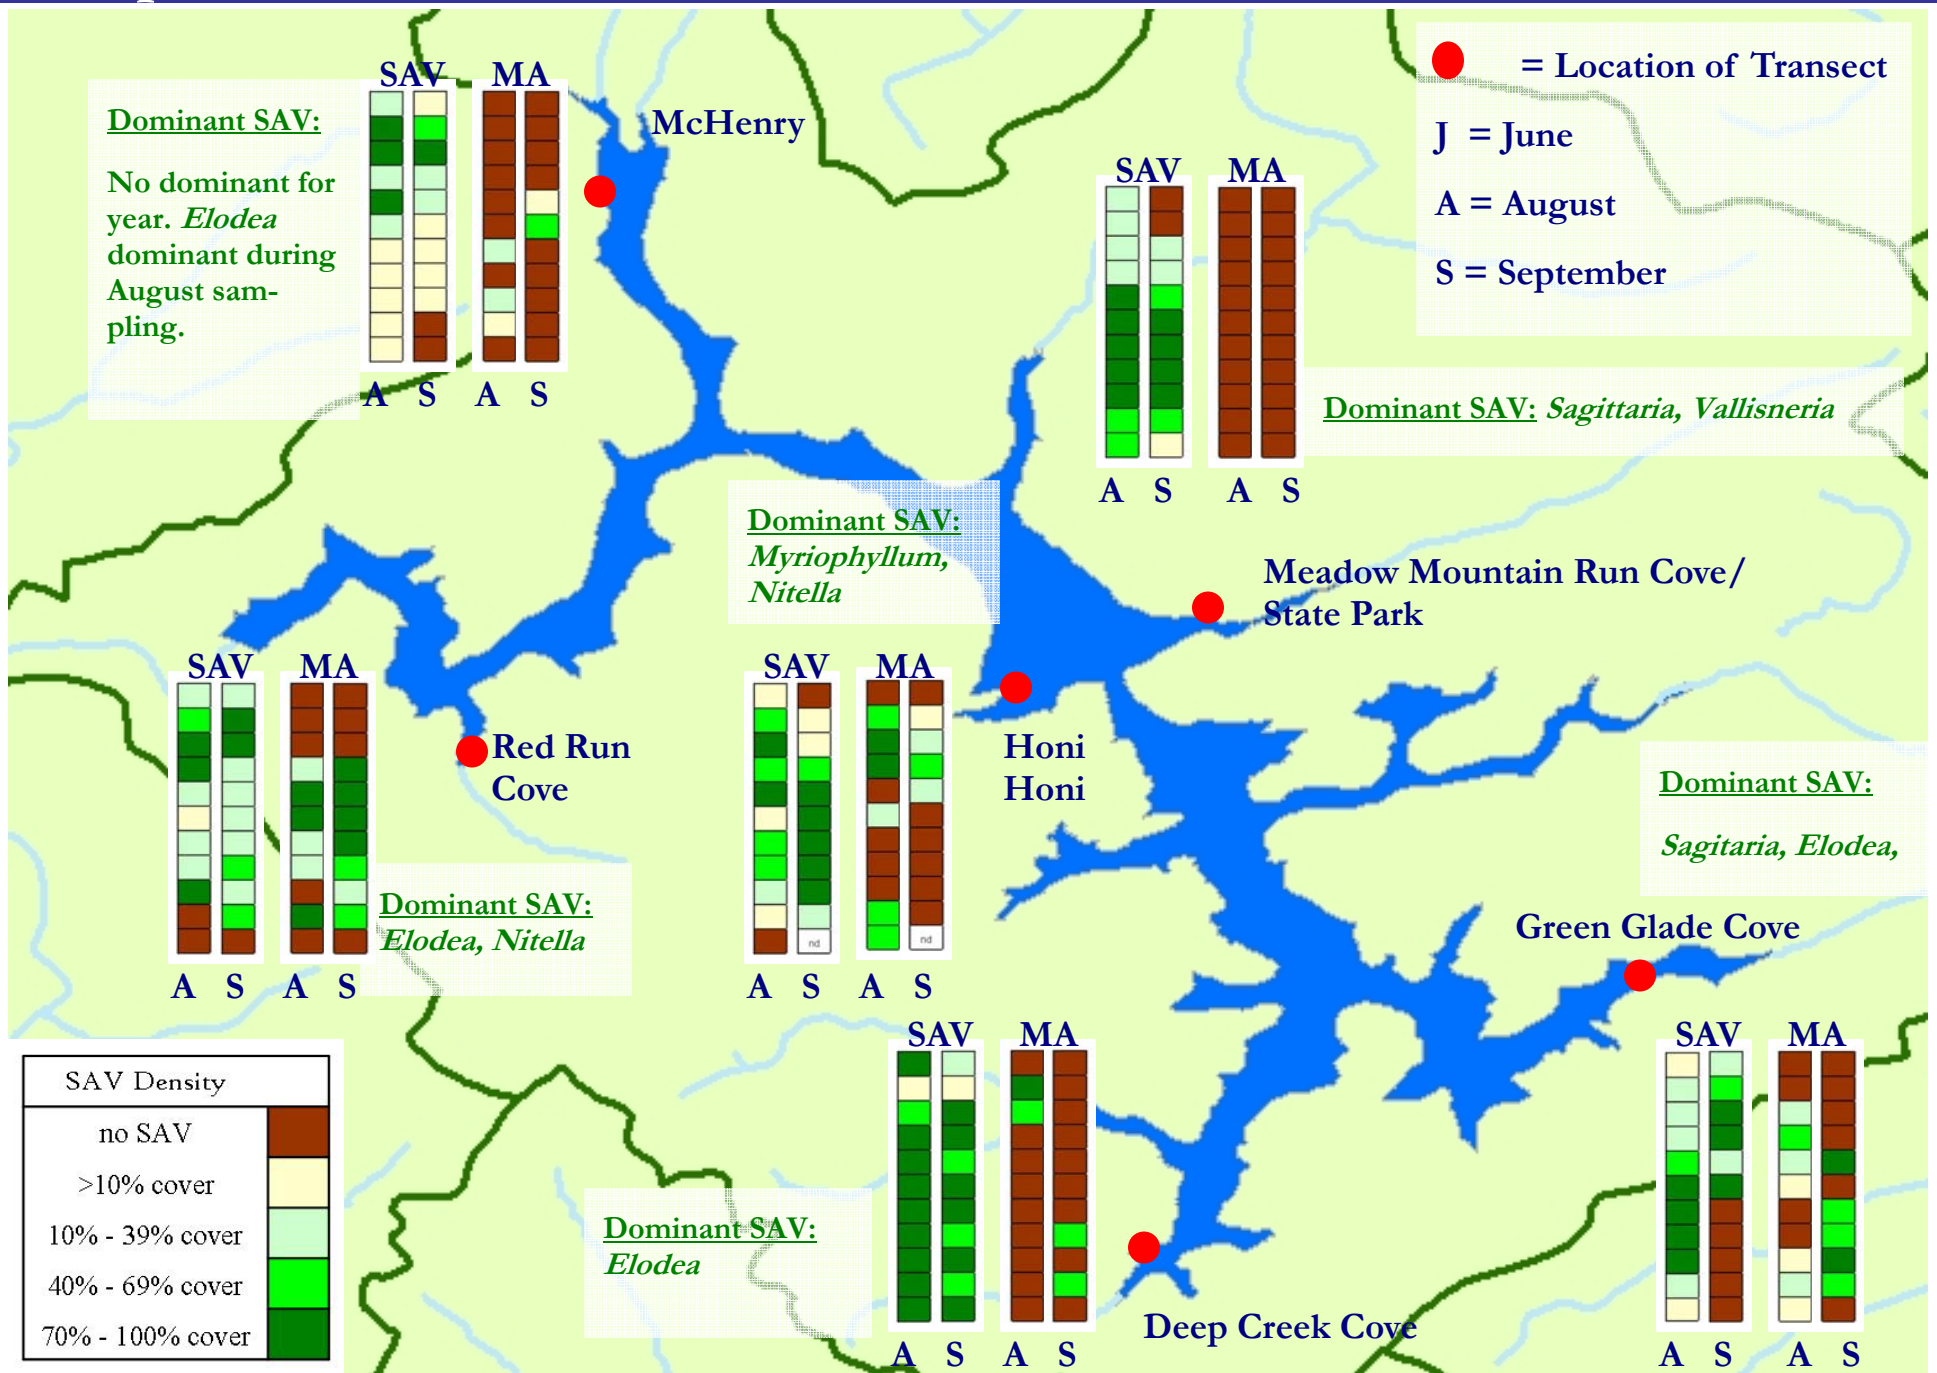 SAV MA
Dominant SAV:
No dominant for
year. Elodea
dominant during
August sam-
pling.
A S A S
McHenry
= Location of Transect
J = June
A = August
S = September
SAV MA
A S A S
Dominant SAV: Sagittaria, Vallisneria
Dominant SAV:
Myriophyllum,
Nitella
Meadow Mountain Run Cove/
State Park
SAV MA
A S A S
Red Run
Cove
Dominant SAV:
Elodea, Nitella
SAV MA
nd nd
A S A S
Honi
Honi
Dominant SAV:
Sagitaria, Elodea,
Green Glade Cove
SAV MA
A S A S
SAV MA
A S A S
Dominant SAV:
Elodea
Deep Creek Cove
SAV Density
no SAV
>10% cover
10% - 39% cover
40% - 69% cover
70% - 100% cover